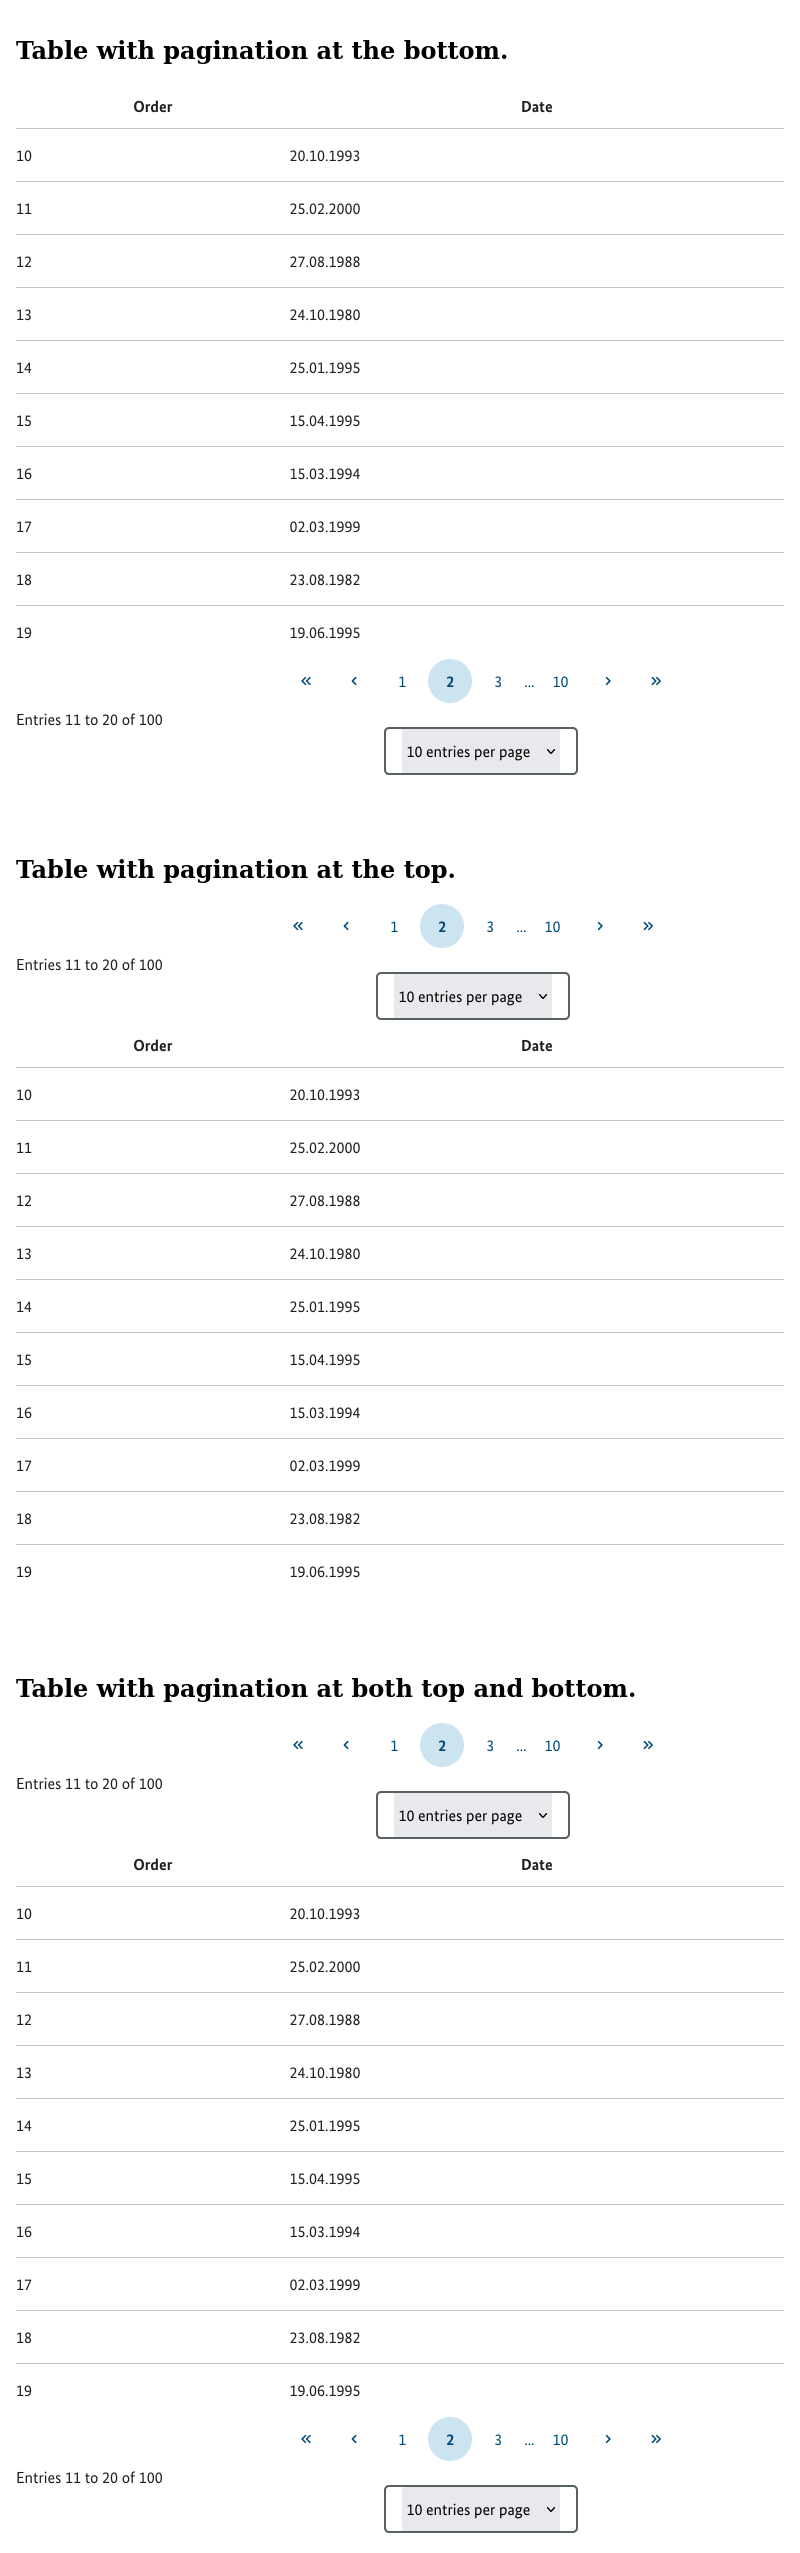 Table with pagination at the bottom.
Order Date
10 20.10.1993
11 25.02.2000
12 27.08.1988
13 24.10.1980
14 25.01.1995
15 15.04.1995
16 15.03.1994
17 02.03.1999
18 23.08.1982
19 19.06.1995
« ‹ 1 2 3 ... 10 › »
Entries 11 to 20 of 100
10 entries per page
Table with pagination at the top.
« ‹ 1 2 3 ... 10 › »
Entries 11 to 20 of 100
10 entries per page
Order Date
10 20.10.1993
11 25.02.2000
12 27.08.1988
13 24.10.1980
14 25.01.1995
15 15.04.1995
16 15.03.1994
17 02.03.1999
18 23.08.1982
19 19.06.1995
Table with pagination at both top and bottom.
« ‹ 1 2 3 ... 10 › »
Entries 11 to 20 of 100
10 entries per page
Order Date
10 20.10.1993
11 25.02.2000
12 27.08.1988
13 24.10.1980
14 25.01.1995
15 15.04.1995
16 15.03.1994
17 02.03.1999
18 23.08.1982
19 19.06.1995
« ‹ 1 2 3 ... 10 › »
Entries 11 to 20 of 100
10 entries per page